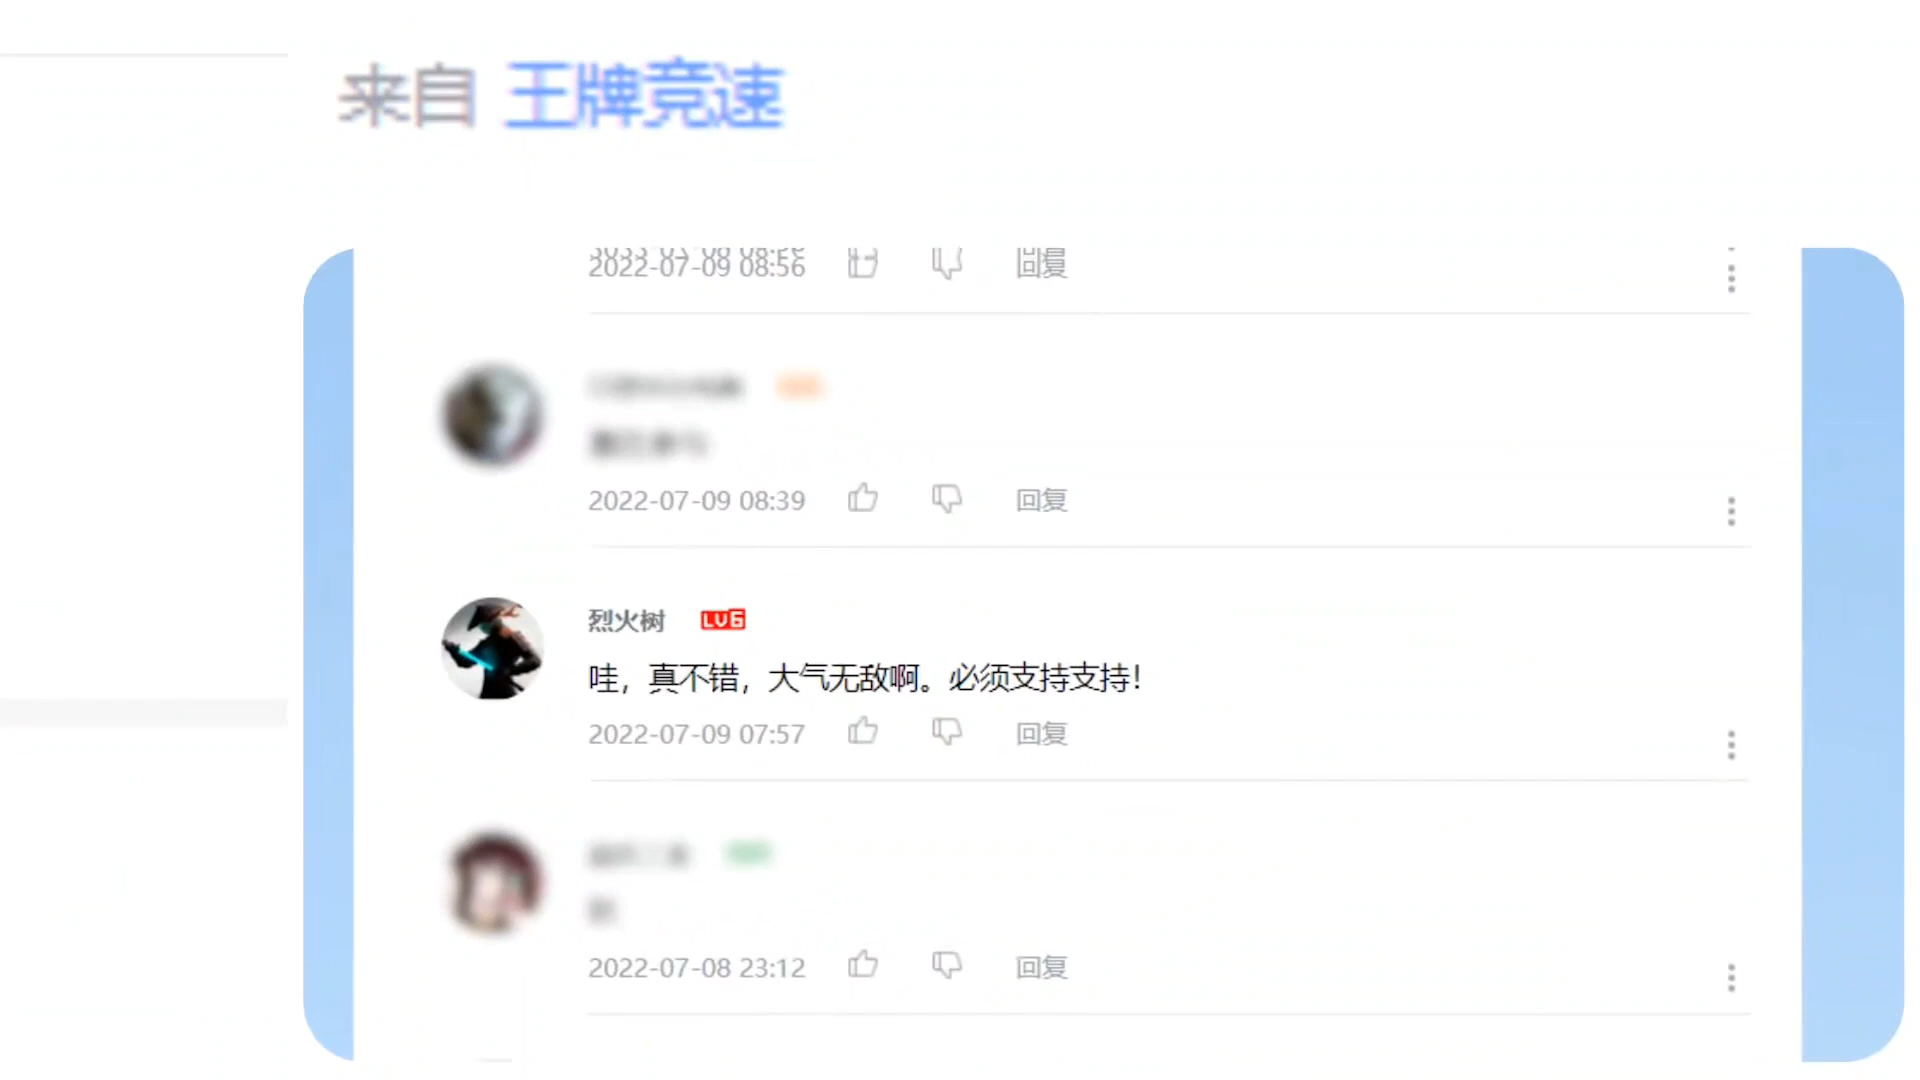 来自 王牌竞速
2022-07-09 08:56 回复
2022-07-09 08:39 回复
烈火树 LV6
哇，真不错，大气无敌啊。必须支持支持！
2022-07-09 07:57 回复
2022-07-08 23:12 回复